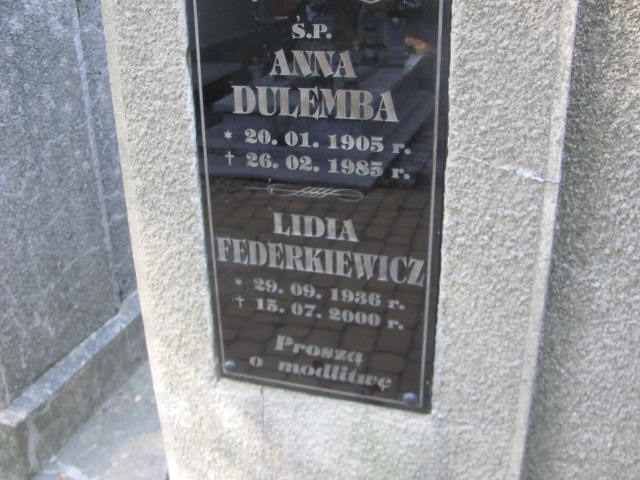 Ś.P.
ANNA
DULEMBA
* 20. 01. 1905 r.
† 26. 02. 1985 r.
LIDIA
FEDERKIEWICZ
* 29. 09. 1936 r.
† 15. 07. 2000 r.
Proszą
o modlitwę